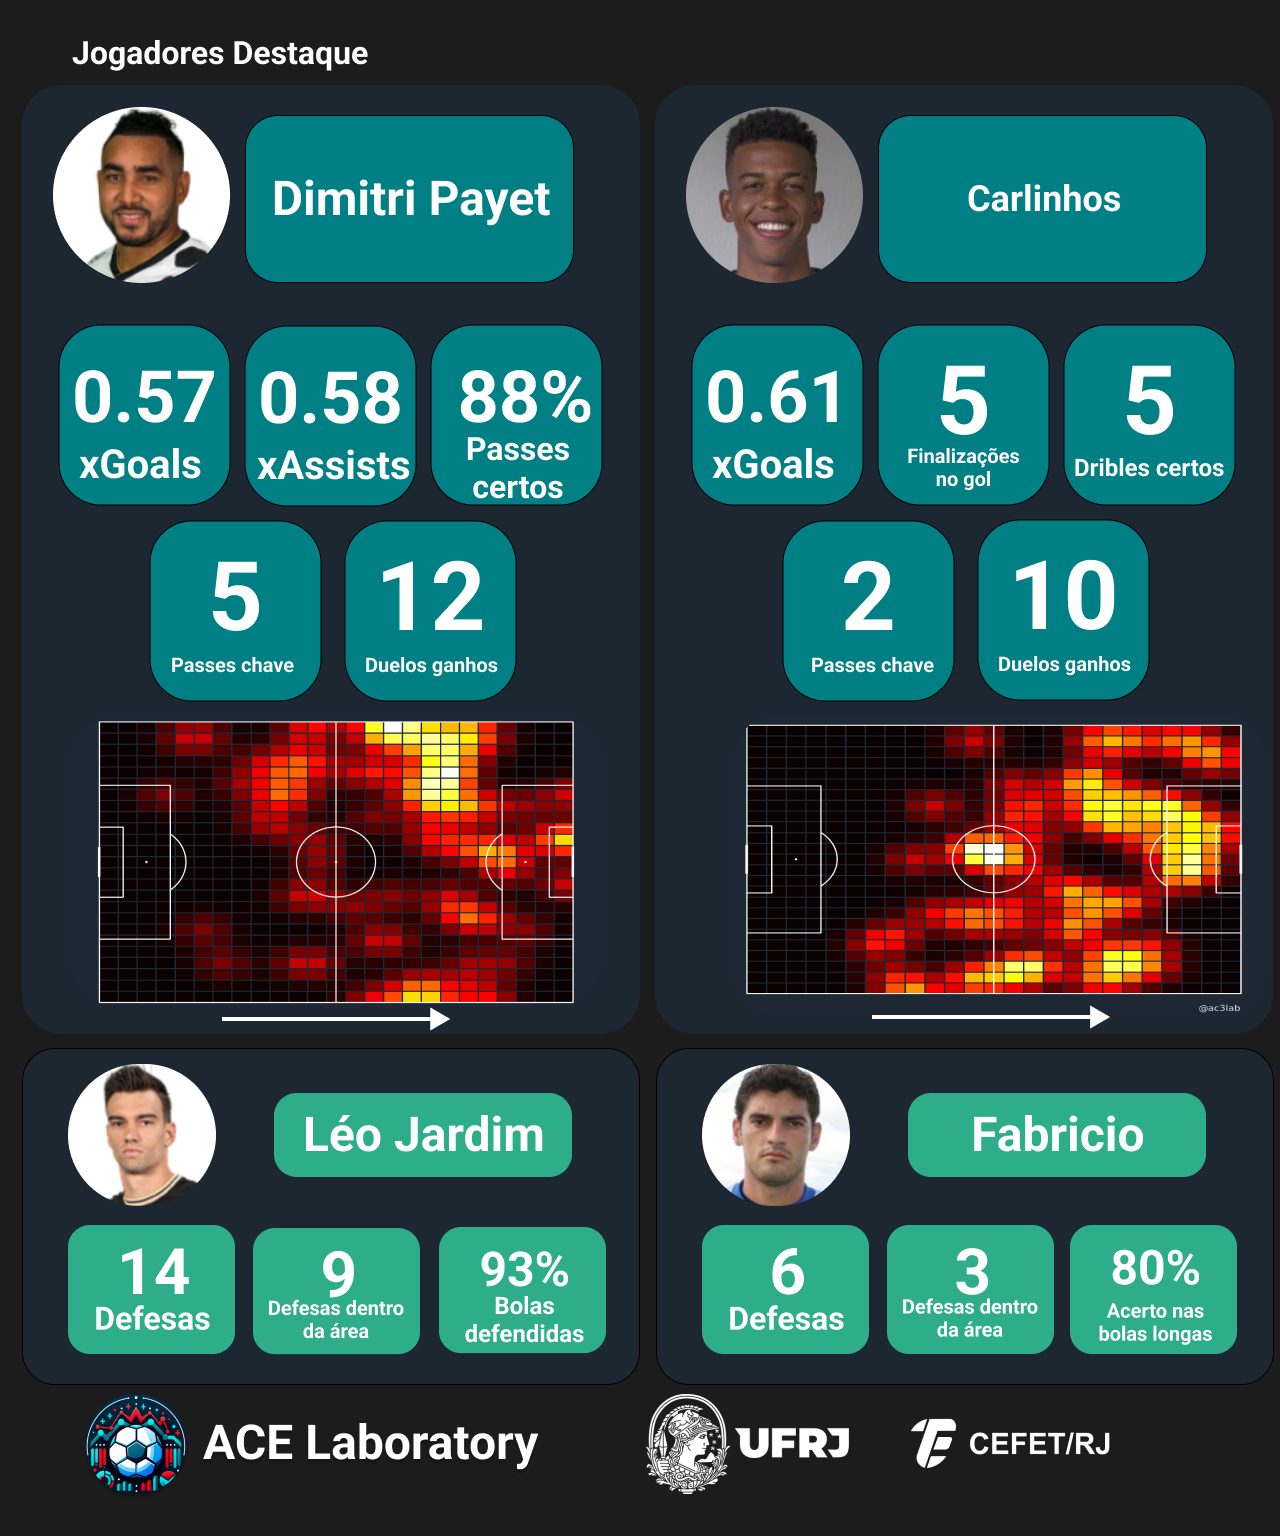 Jogadores Destaque
Dimitri Payet
0.57
xGoals
0.58
xAssists
88%
Passes
certos
5
Passes chave
12
Duelos ganhos
Carlinhos
0.61
xGoals
5
Finalizações
no gol
5
Dribles certos
2
Passes chave
10
Duelos ganhos
@ac3lab
Léo Jardim
14
Defesas
9
Defesas dentro
da área
93%
Bolas
defendidas
Fabricio
6
Defesas
3
Defesas dentro
da área
80%
Acerto nas
bolas longas
ACE Laboratory
UFRJ
CEFET/RJ